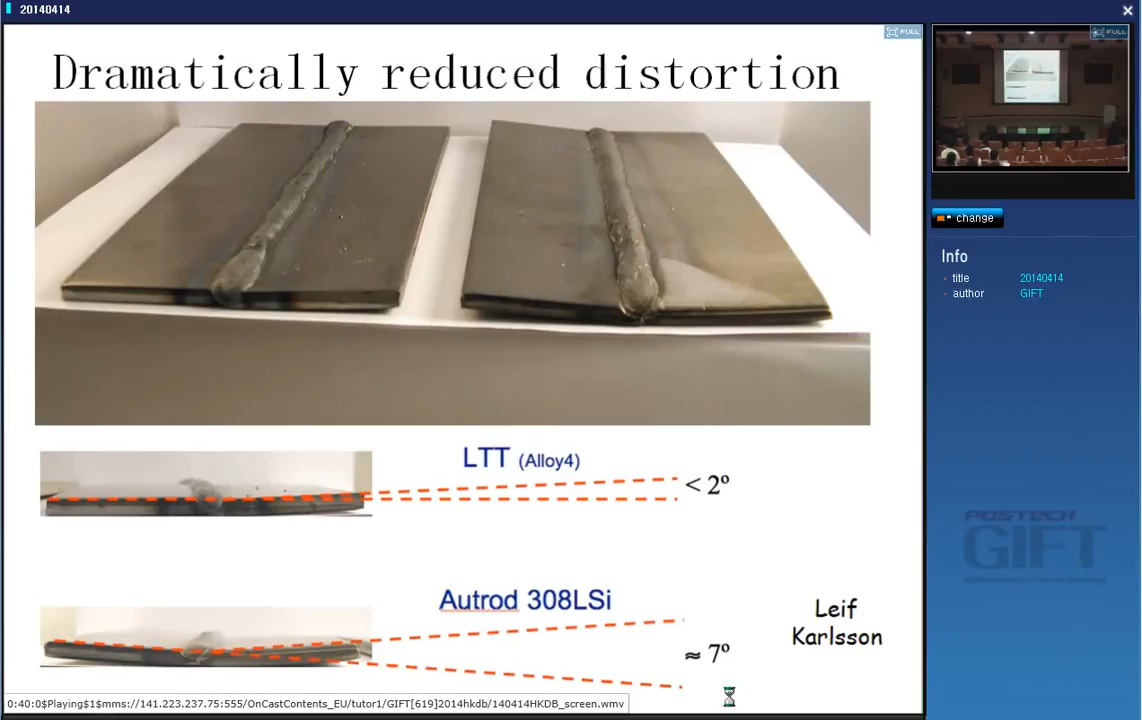 20140414
FULL
FULL
Dramatically reduced distortion
change
Info
title 20140414
author GIFT
LTT (Alloy4)
< 2º
POSTECH
GIFT
Autrod 308LSi
≈ 7º
Leif
Karlsson
0:40:0$Playing$1$mms://141.223.237.75:555/OnCastContents_EU/tutor1/GIFT[619]2014hkdb/140414HKDB_screen.wmv